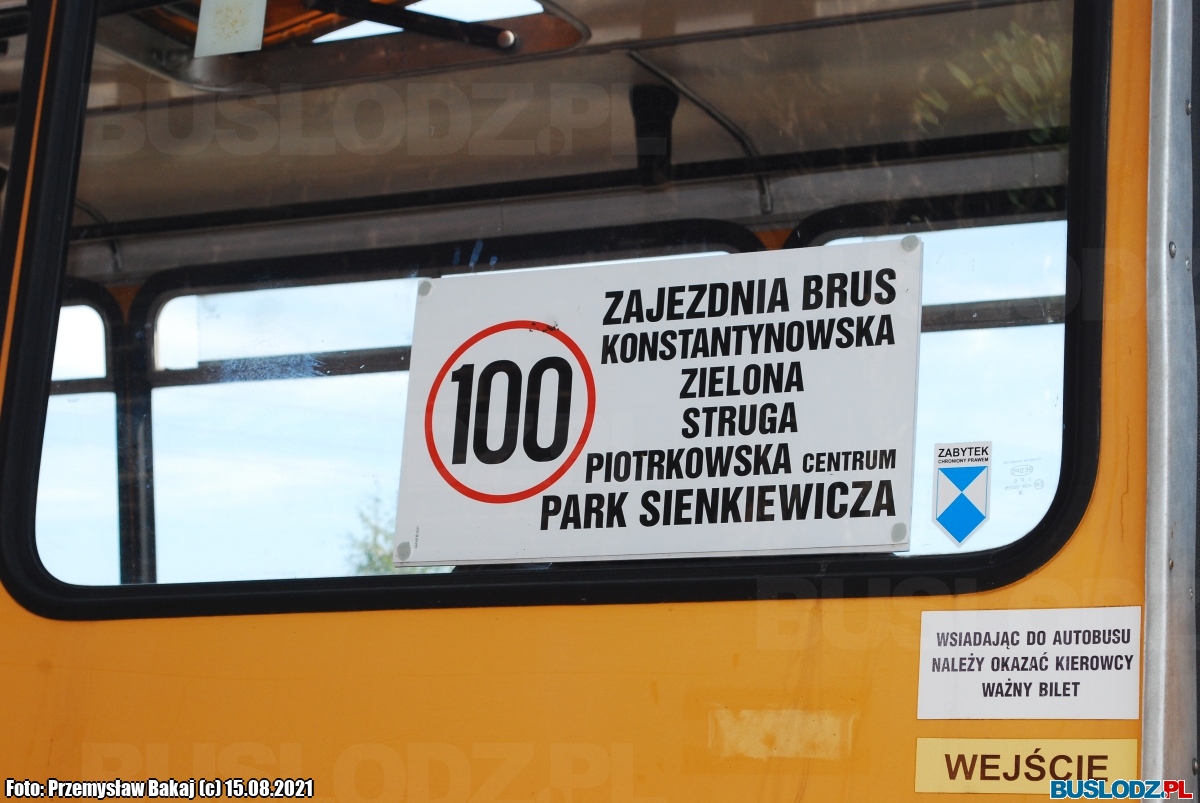 BUSLODZ.PL
ZAJEZDNIA BRUS
KONSTANTYNOWSKA
100
ZIELONA
STRUGA
PIOTRKOWSKA CENTRUM
PARK SIENKIEWICZA
ZABYTEK
CHRONIONY PRAWEM
WSIADAJĄC DO AUTOBUSU
NALEŻY OKAZAĆ KIEROWCY
WAŻNY BILET
WEJŚCIE
Foto: Przemysław Bakaj (c) 15.08.2021
BUSLODZ.PL